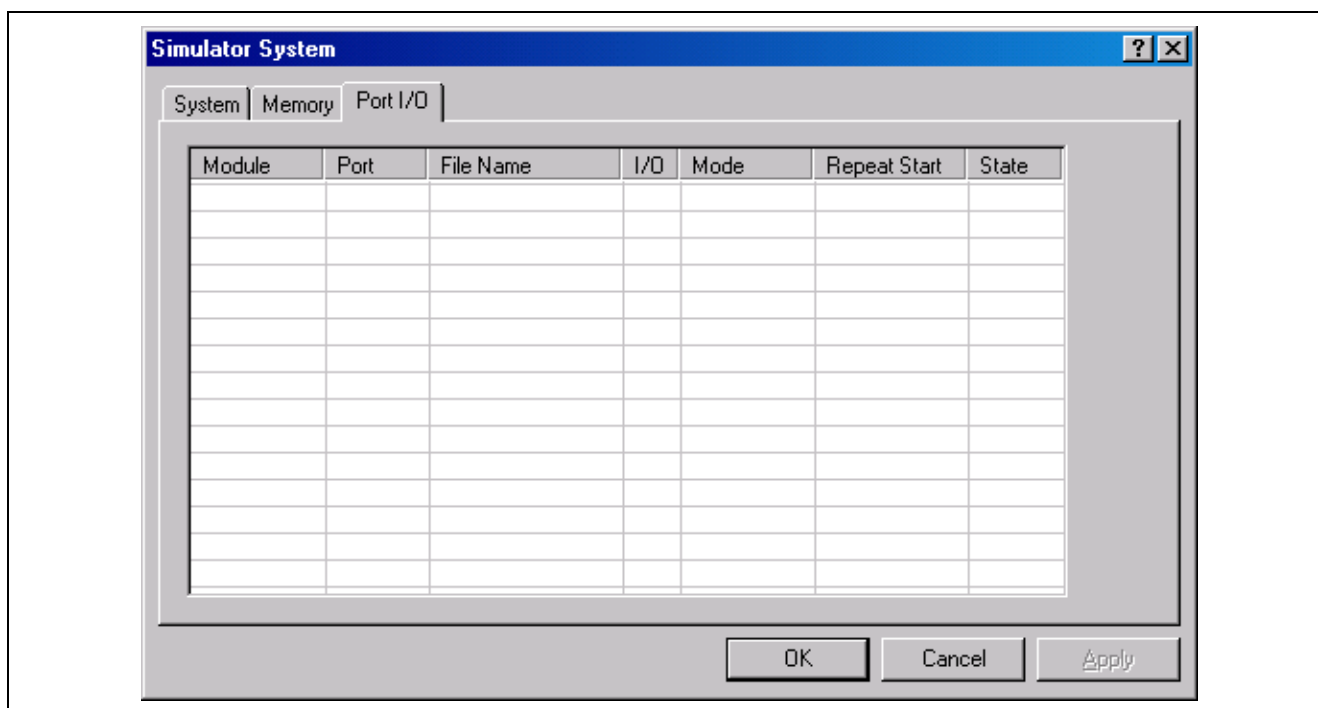 Simulator System
System Memory Port I/O
Module Port File Name I/O Mode Repeat Start State
OK Cancel Apply